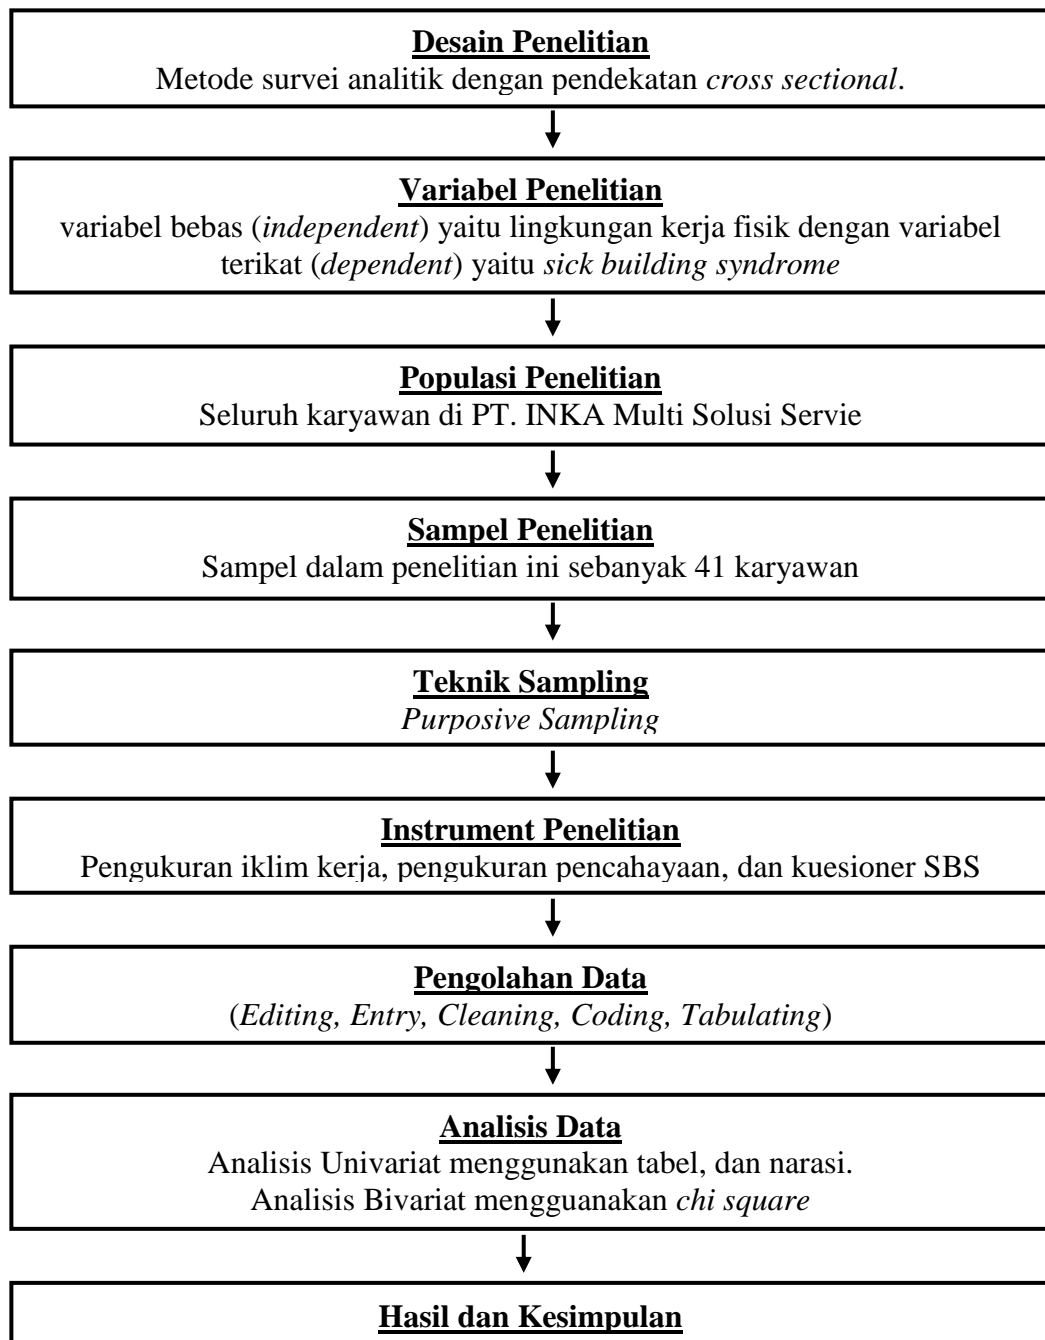 Desain Penelitian
Metode survei analitik dengan pendekatan cross sectional.
Variabel Penelitian
variabel bebas (independent) yaitu lingkungan kerja fisik dengan variabel
terikat (dependent) yaitu sick building syndrome
Populasi Penelitian
Seluruh karyawan di PT. INKA Multi Solusi Servie
Sampel Penelitian
Sampel dalam penelitian ini sebanyak 41 karyawan
Teknik Sampling
Purposive Sampling
Instrument Penelitian
Pengukuran iklim kerja, pengukuran pencahayaan, dan kuesioner SBS
Pengolahan Data
(Editing, Entry, Cleaning, Coding, Tabulating)
Analisis Data
Analisis Univariat menggunakan tabel, dan narasi.
Analisis Bivariat mengguanakan chi square
Hasil dan Kesimpulan